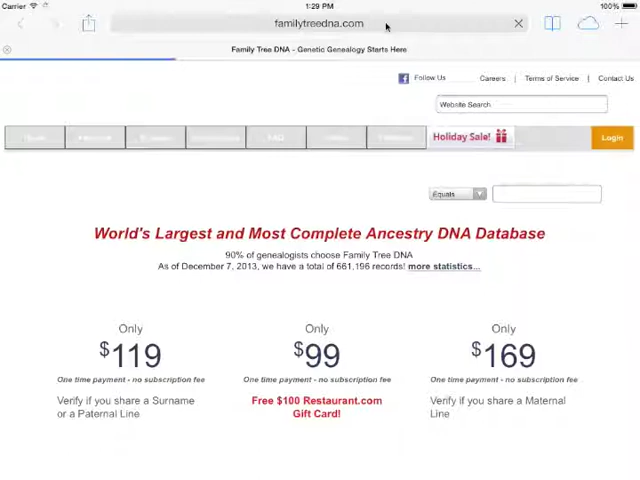 Carrier
1:29 PM
100%
familytreedna.com
Family Tree DNA - Genetic Genealogy Starts Here
Follow Us
Careers | Terms of Service | Contact Us
Website Search
FAQ
Holiday Sale!
Login
Equals
World's Largest and Most Complete Ancestry DNA Database
90% of genealogists choose Family Tree DNA
As of December 7, 2013, we have a total of 661,196 records! more statistics...
Only
$119
One time payment - no subscription fee
Verify if you share a Surname
or a Paternal Line
Only
$99
One time payment - no subscription fee
Free $100 Restaurant.com
Gift Card!
Only
$169
One time payment - no subscription fee
Verify if you share a Maternal
Line